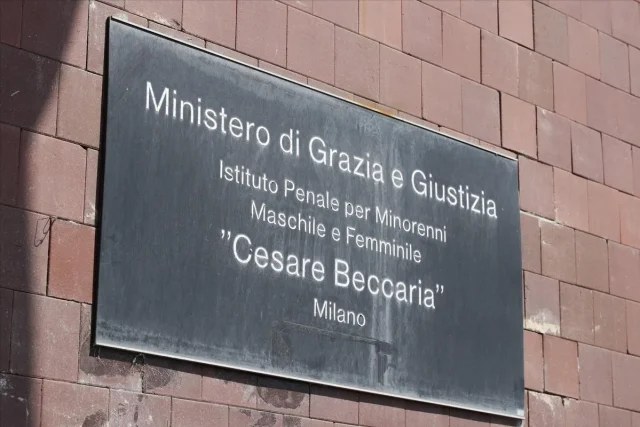 Ministero di Grazia e Giustizia
Istituto Penale per Minorenni
Maschile e Femminile
”Cesare Beccaria”
Milano